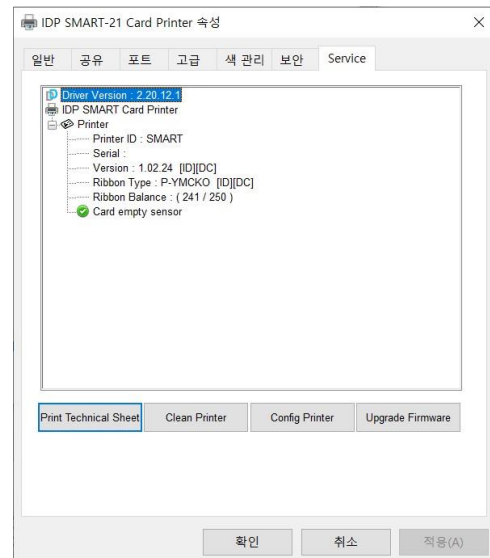 IDP SMART-21 Card Printer 속성
일반 공유 포트 고급 색 관리 보안 Service
Driver Version : 2.20.12.1
IDP SMART Card Printer
Printer
Printer ID : SMART
Serial :
Version : 1.02.24 [ID][DC]
Ribbon Type : P-YMCKO [ID][DC]
Ribbon Balance : ( 241 / 250 )
Card empty sensor
Print Technical Sheet Clean Printer Config Printer Upgrade Firmware
확인 취소 적용(A)